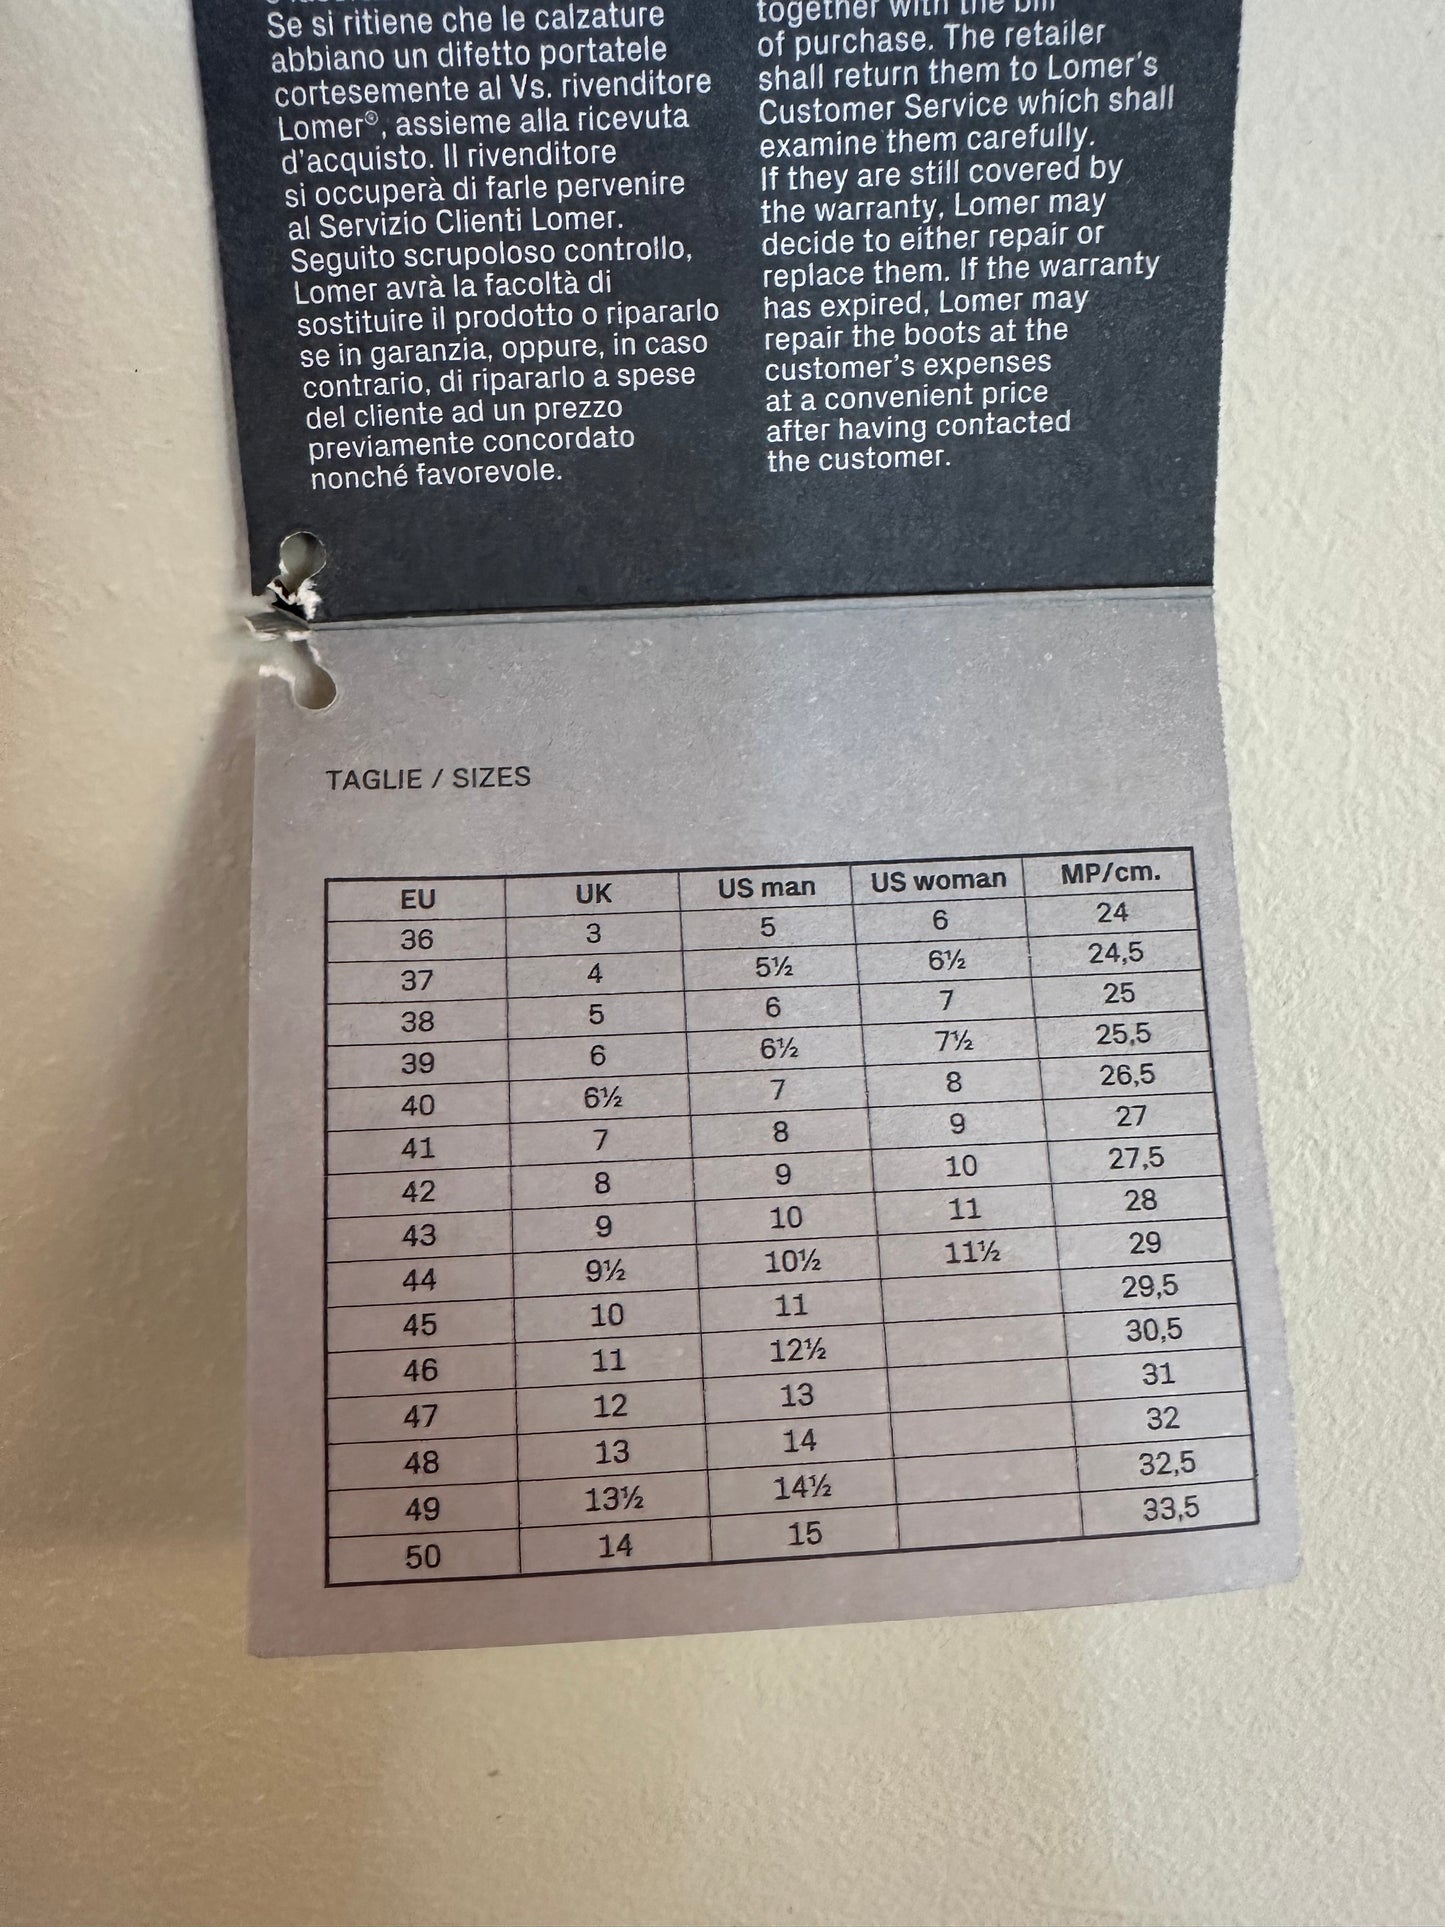 Se si ritiene che le calzature
abbiano un difetto portatele
cortesemente al Vs. rivenditore
Lomer®, assieme alla ricevuta
d'acquisto. Il rivenditore
si occuperà di farle pervenire
al Servizio Clienti Lomer.
Seguito scrupoloso controllo,
Lomer avrà la facoltà di
sostituire il prodotto o ripararlo
se in garanzia, oppure, in caso
contrario, di ripararlo a spese
del cliente ad un prezzo
previamente concordato
nonché favorevole.
together with the bill
of purchase. The retailer
shall return them to Lomer's
Customer Service which shall
examine them carefully.
If they are still covered by
the warranty, Lomer may
decide to either repair or
replace them. If the warranty
has expired, Lomer may
repair the boots at the
customer's expenses
at a convenient price
after having contacted
the customer.
TAGLIE / SIZES
EU UK US man US woman MP/cm.
36 3 5 6 24
37 4 5½ 6½ 24,5
38 5 6 7 25
39 6 6½ 7½ 25,5
40 6½ 7 8 26,5
41 7 8 9 27
42 8 9 10 27,5
43 9 10 11 28
44 9½ 10½ 11½ 29
45 10 11 29,5
46 11 12½ 30,5
47 12 13 31
48 13 14 32
49 13½ 14½ 32,5
50 14 15 33,5